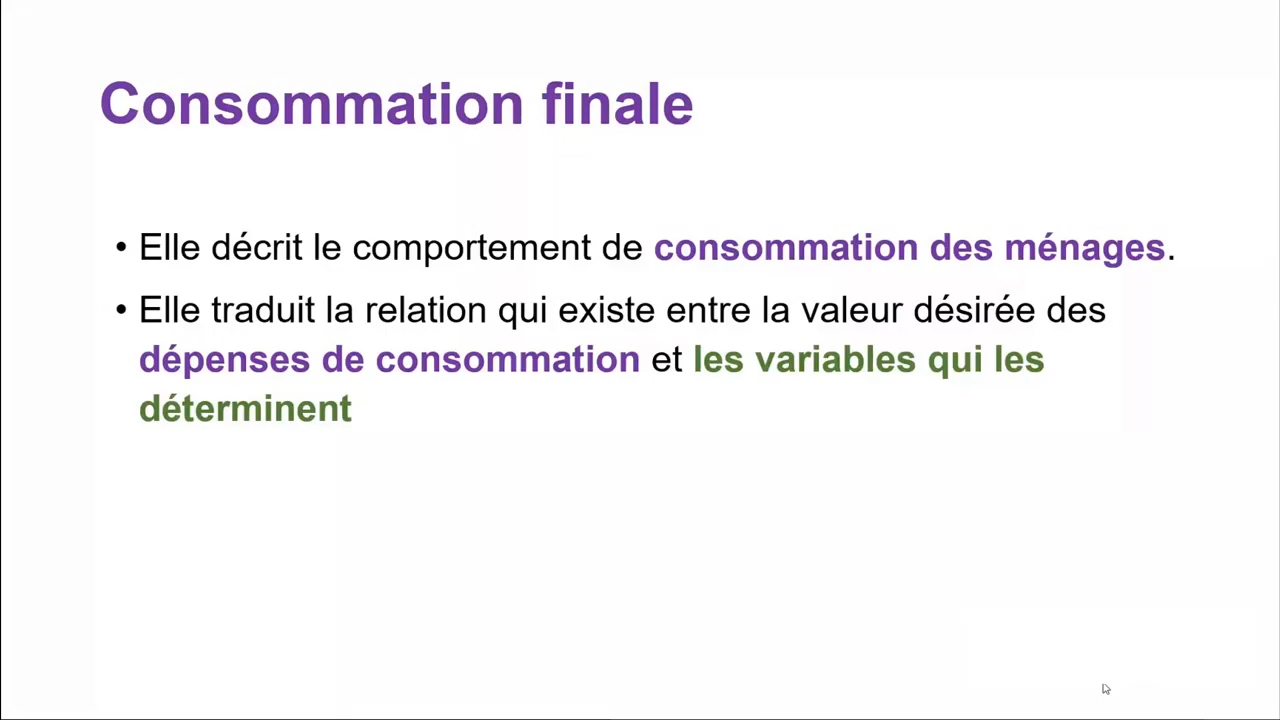 Consommation finale
• Elle décrit le comportement de consommation des ménages.
• Elle traduit la relation qui existe entre la valeur désirée des
dépenses de consommation et les variables qui les
déterminent